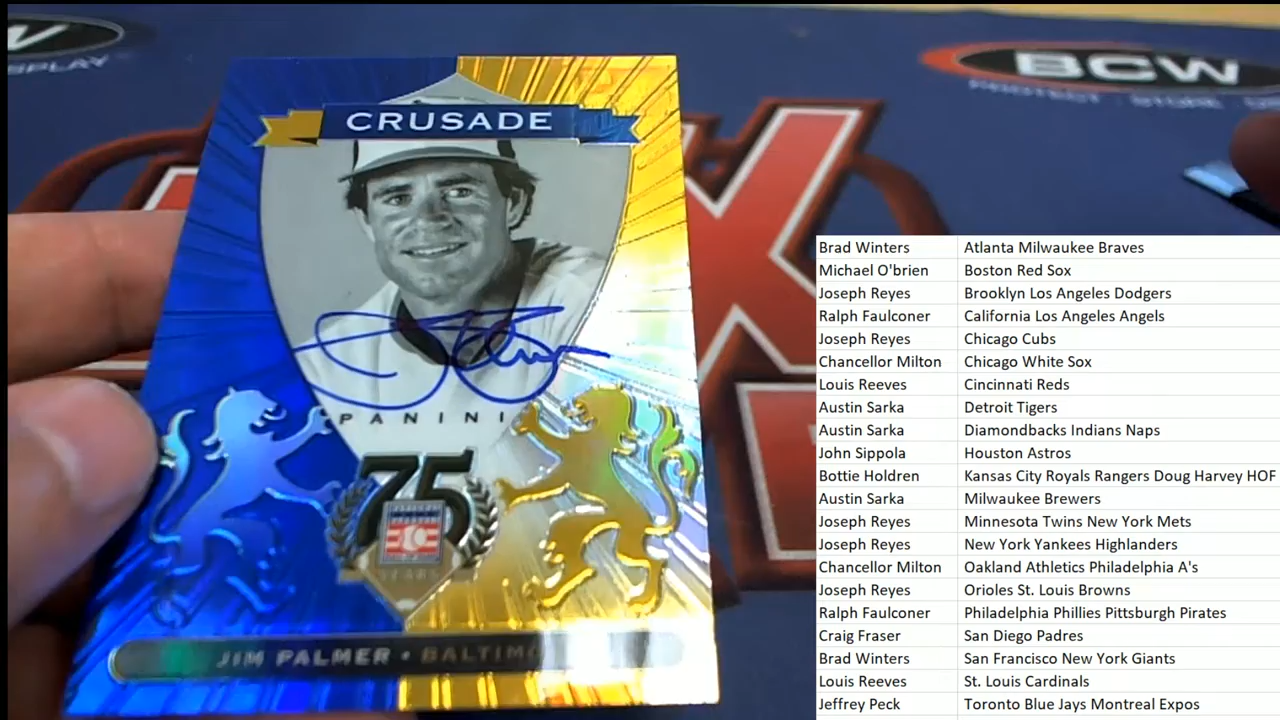 SPLAY
BCW
CRUSADE
PANINI
75
YEARS
JIM PALMER • BALTIMO
Brad Winters Atlanta Milwaukee Braves
Michael O'brien Boston Red Sox
Joseph Reyes Brooklyn Los Angeles Dodgers
Ralph Faulconer California Los Angeles Angels
Joseph Reyes Chicago Cubs
Chancellor Milton Chicago White Sox
Louis Reeves Cincinnati Reds
Austin Sarka Detroit Tigers
Austin Sarka Diamondbacks Indians Naps
John Sippola Houston Astros
Bottie Holdren Kansas City Royals Rangers Doug Harvey HOF
Austin Sarka Milwaukee Brewers
Joseph Reyes Minnesota Twins New York Mets
Joseph Reyes New York Yankees Highlanders
Chancellor Milton Oakland Athletics Philadelphia A's
Joseph Reyes Orioles St. Louis Browns
Ralph Faulconer Philadelphia Phillies Pittsburgh Pirates
Craig Fraser San Diego Padres
Brad Winters San Francisco New York Giants
Louis Reeves St. Louis Cardinals
Jeffrey Peck Toronto Blue Jays Montreal Expos